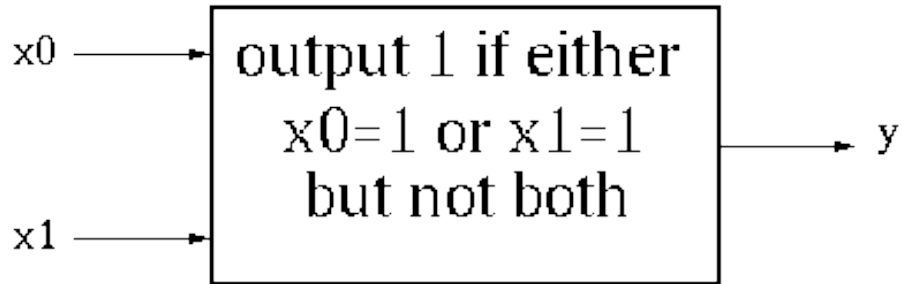 x0
output 1 if either
x0=1 or x1=1
but not both
y
x1